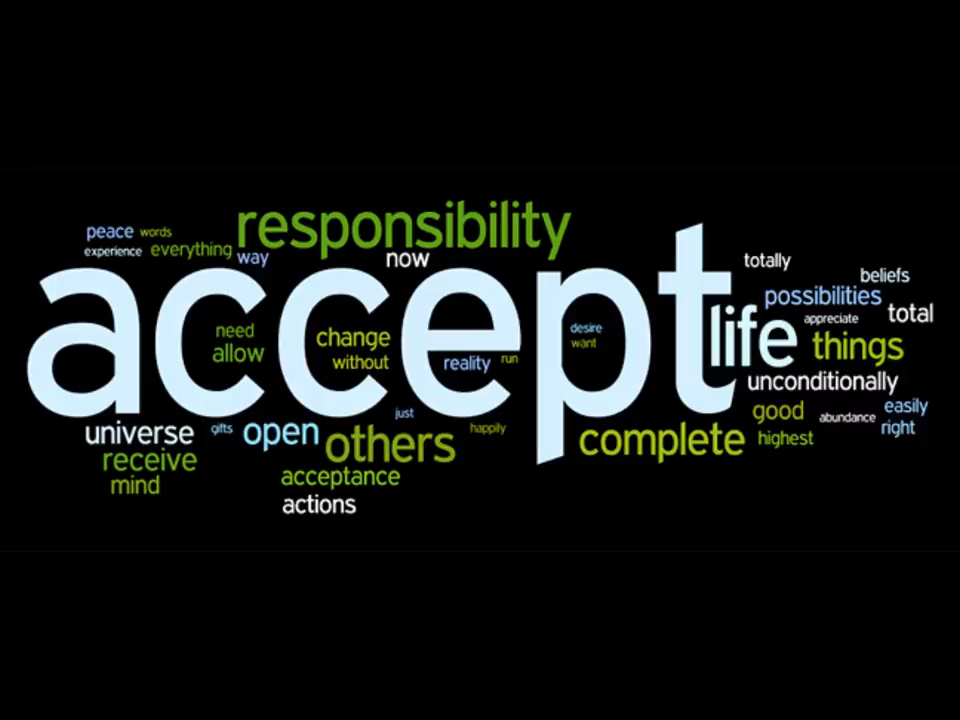 responsibility
peace words
experience everything way now
accept
totally
beliefs
possibilities
appreciate total
need
allow
change
without
reality run
desire
want
life things
unconditionally
universe gifts open just
others happily
complete
good abundance easily
highest right
receive
mind
acceptance
actions